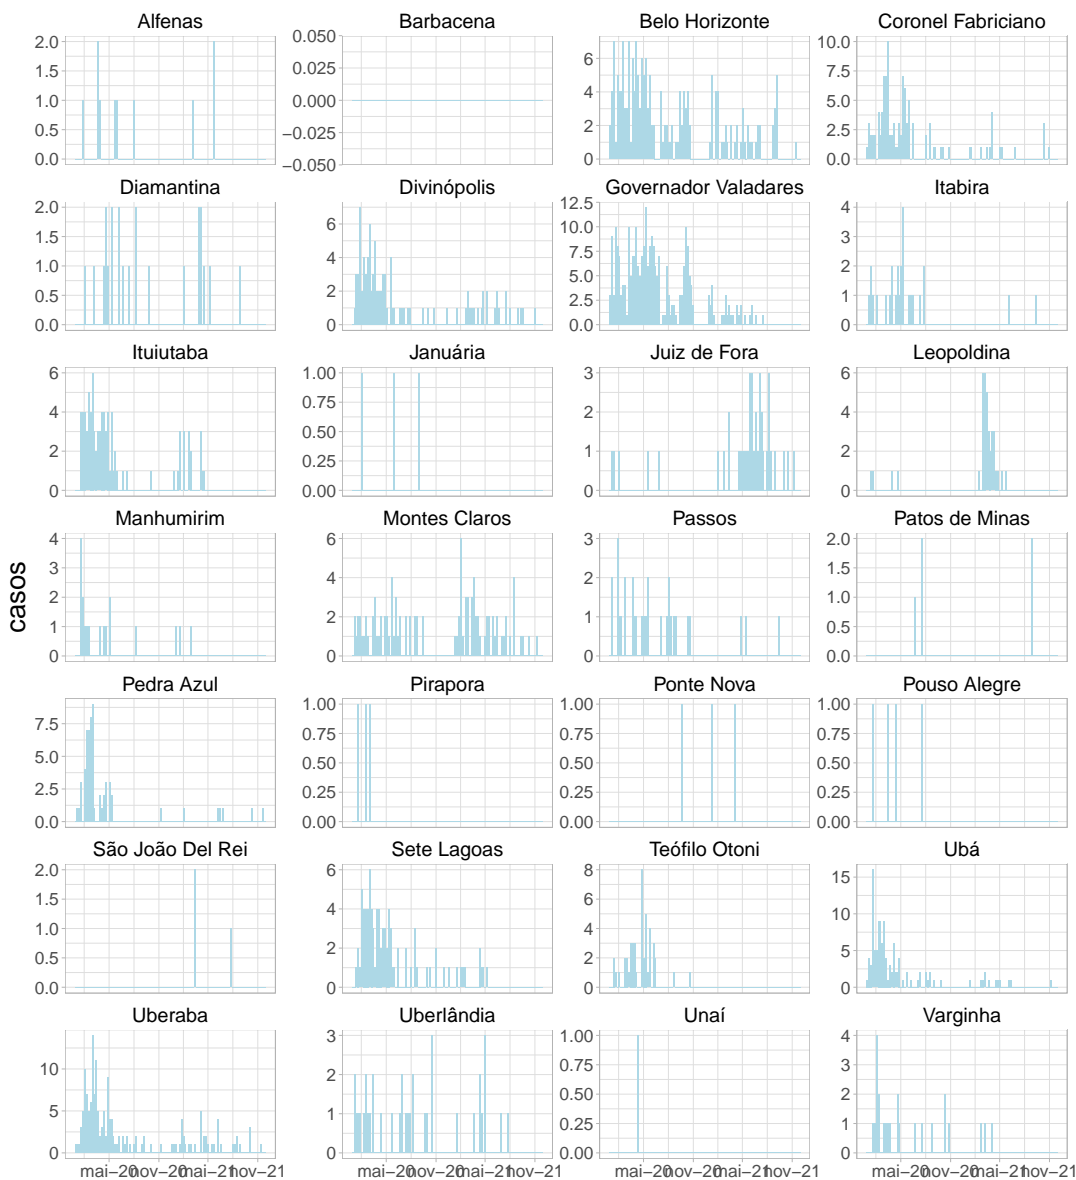 Alfenas Barbacena Belo Horizonte Coronel Fabriciano
2.0 1.5 1.0 0.5 0.0
0.050 0.025 0.000 −0.025 −0.050
6 4 2 0
10.0 7.5 5.0 2.5 0.0
Diamantina Divinópolis Governador Valadares Itabira
2.0 1.5 1.0 0.5 0.0
6 4 2 0
12.5 10.0 7.5 5.0 2.5 0.0
4 3 2 1 0
Ituiutaba Januária Juiz de Fora Leopoldina
6 4 2 0
1.00 0.75 0.50 0.25 0.00
3 2 1 0
6 4 2 0
Manhumirim Montes Claros Passos Patos de Minas
4 3 2 1 0
6 4 2 0
3 2 1 0
2.0 1.5 1.0 0.5 0.0
casos
Pedra Azul Pirapora Ponte Nova Pouso Alegre
7.5 5.0 2.5 0.0
1.00 0.75 0.50 0.25 0.00
1.00 0.75 0.50 0.25 0.00
1.00 0.75 0.50 0.25 0.00
São João Del Rei Sete Lagoas Teófilo Otoni Ubá
2.0 1.5 1.0 0.5 0.0
6 4 2 0
8 6 4 2 0
15 10 5 0
Uberaba Uberlândia Unaí Varginha
10 5 0
3 2 1 0
1.00 0.75 0.50 0.25 0.00
4 3 2 1 0
mai−20 nov−20 mai−21 nov−21 mai−20 nov−20 mai−21 nov−21 mai−20 nov−20 mai−21 nov−21 mai−20 nov−20 mai−21 nov−21